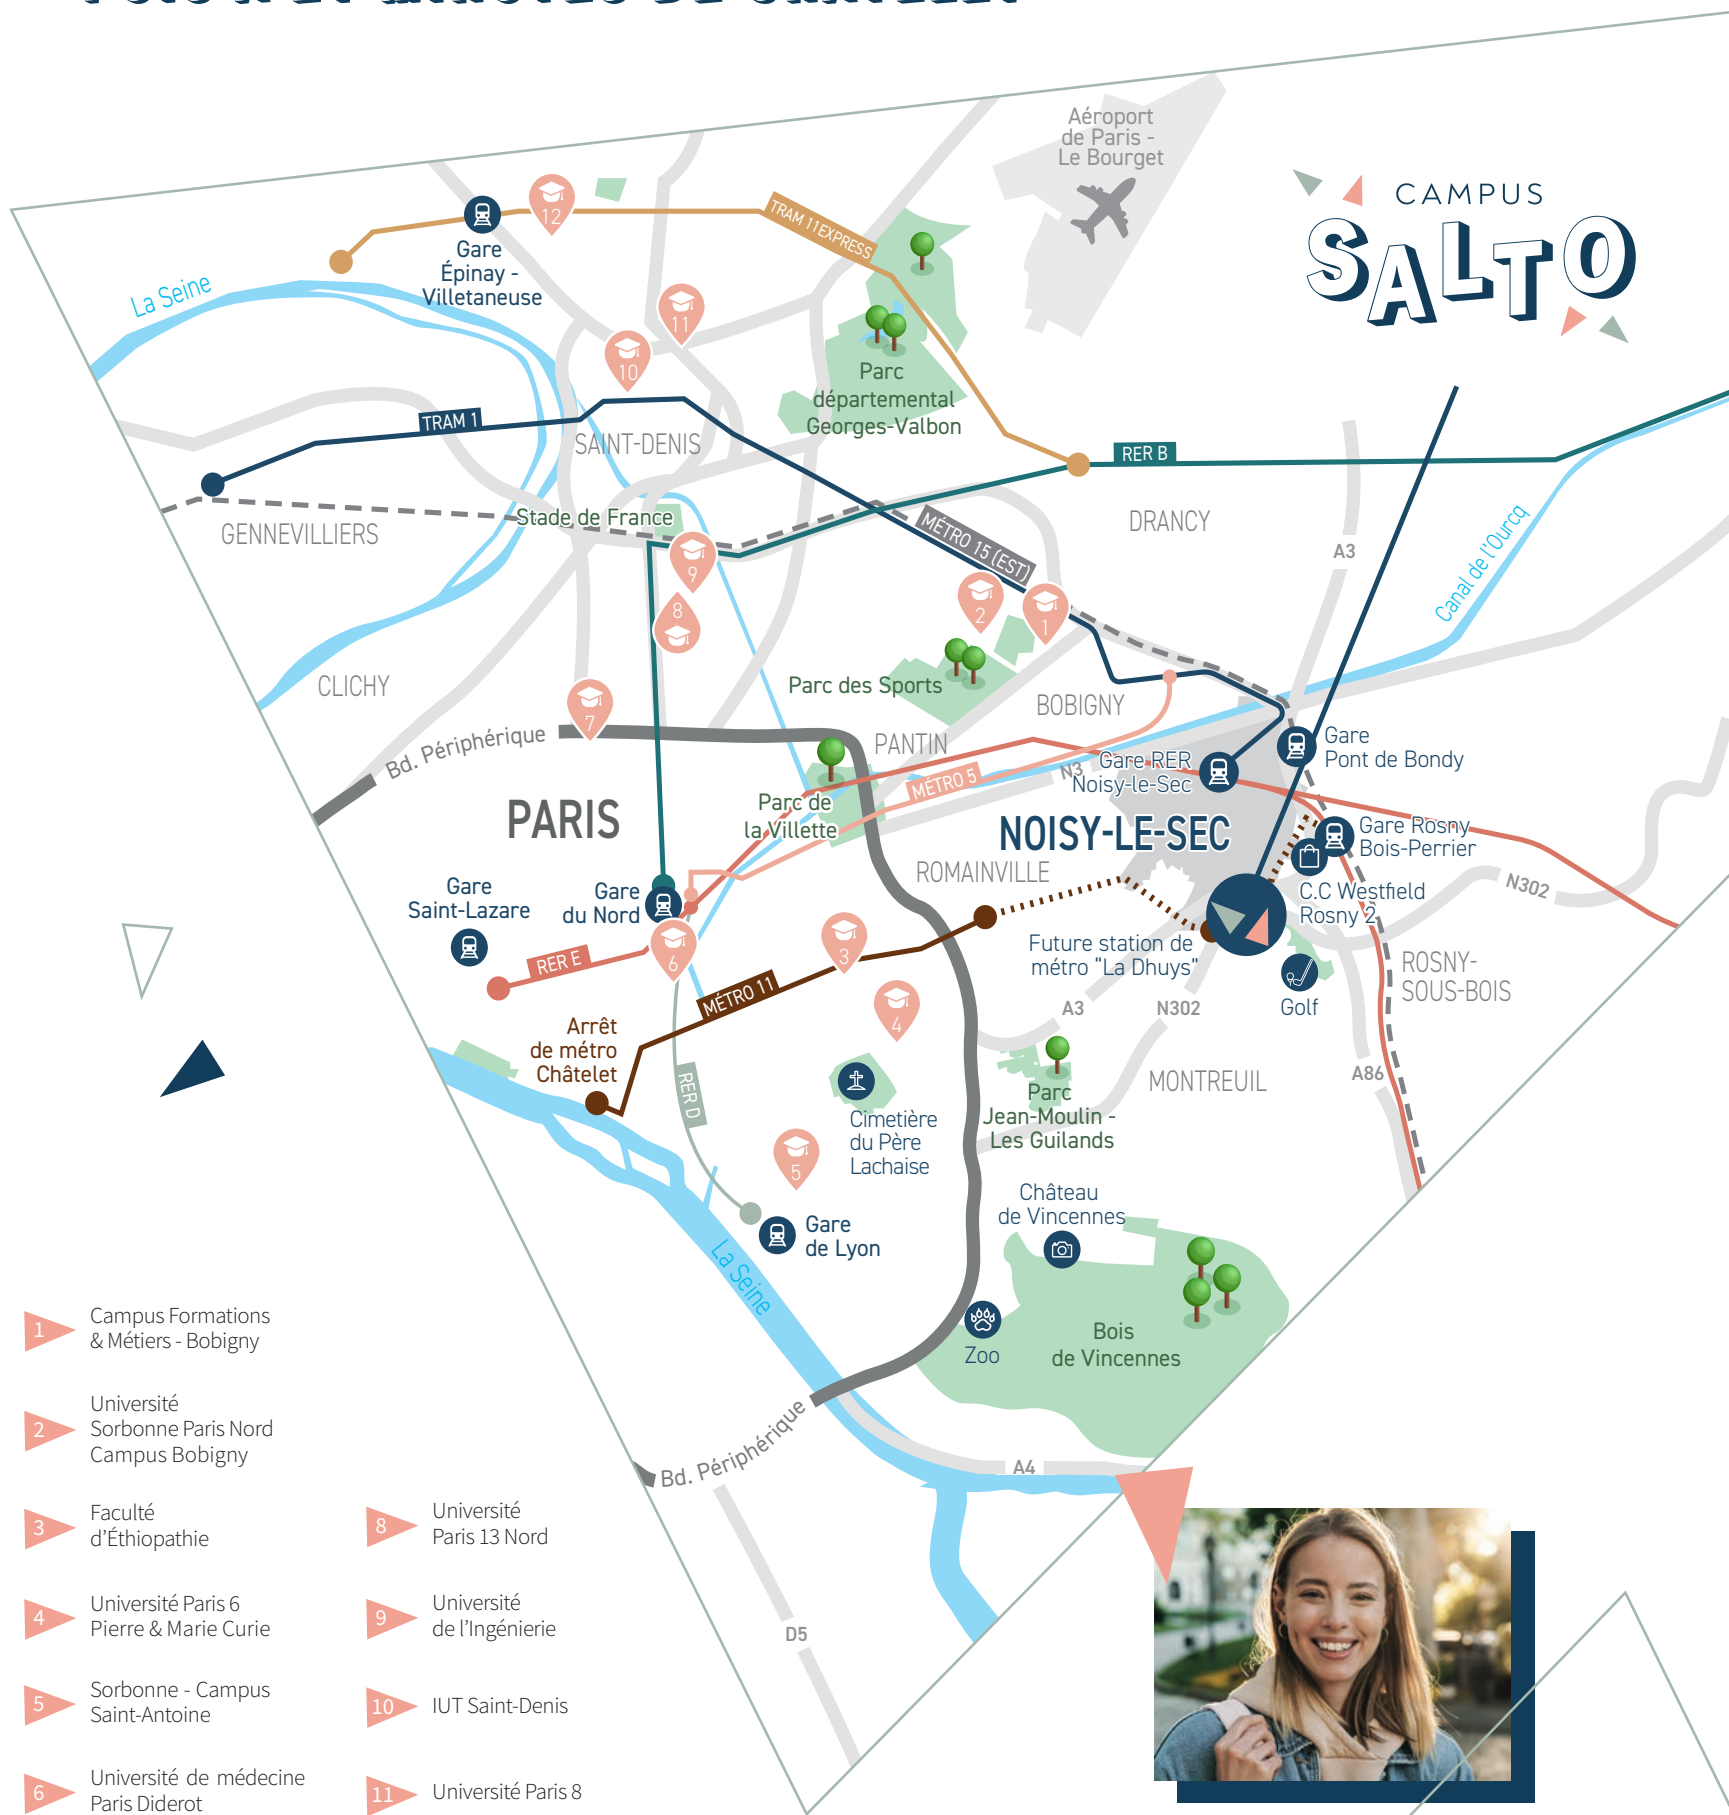 Aéroport
de Paris -
Le Bourget
CAMPUS
SALTO
12
TRAM 11 EXPRESS
Gare
Épinay -
Villetaneuse
La Seine
11
10
Parc
départemental
Georges-Valbon
TRAM 1
SAINT-DENIS
RER B
GENNEVILLIERS
Stade de France
MÉTRO 15 (EST)
DRANCY
A3
Canal de l'Ourcq
9
8
2
1
CLICHY
Parc des Sports
BOBIGNY
7
Bd. Périphérique
PANTIN
Gare
Pont de Bondy
Gare RER
Noisy-le-Sec
N3
MÉTRO 5
PARIS
Parc de
la Villette
NOISY-LE-SEC
Gare Rosny
Bois-Perrier
ROMAINVILLE
N302
Gare
Saint-Lazare
Gare
du Nord
C.C Westfield
Rosny 2
RER E
6
3
Future station de
métro “La Dhuys”
ROSNY-
SOUS-BOIS
MÉTRO 11
4
A3
N302
Golf
Arrêt
de métro
Châtelet
RER D
A86
MONTREUIL
Parc
Jean-Moulin -
Les Guilands
Cimetière
du Père
Lachaise
5
Château
de Vincennes
Gare
de Lyon
La Seine
Zoo
Bois
de Vincennes
Bd. Périphérique
A4
D5
1
Campus Formations
& Métiers - Bobigny
2
Université
Sorbonne Paris Nord
Campus Bobigny
3
Faculté
d’Éthiopathie
4
Université Paris 6
Pierre & Marie Curie
5
Sorbonne - Campus
Saint-Antoine
6
Université de médecine
Paris Diderot
8
Université
Paris 13 Nord
9
Université
de l’Ingénierie
10
IUT Saint-Denis
11
Université Paris 8